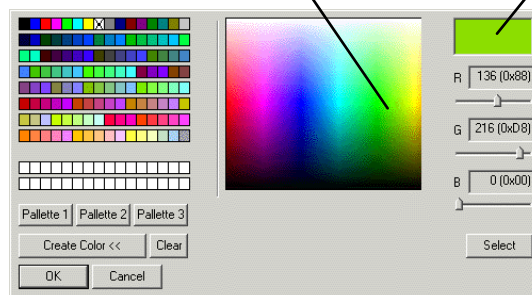 R 136 (0x88)
G 216 (0xD8)
B 0 (0x00)
Pallette 1 Pallette 2 Pallette 3
Create Color << Clear
Select
OK Cancel